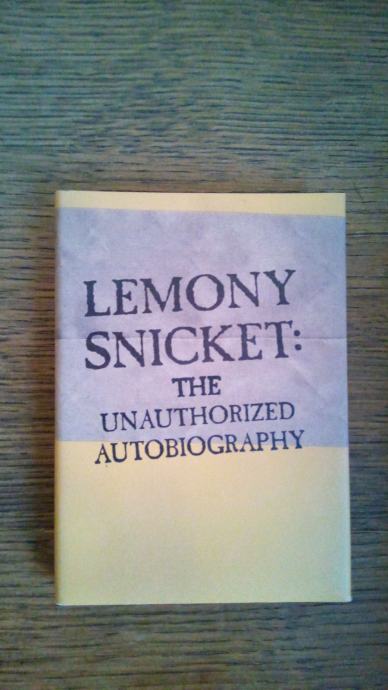 LEMONY
SNICKET:
THE
UNAUTHORIZED
AUTOBIOGRAPHY